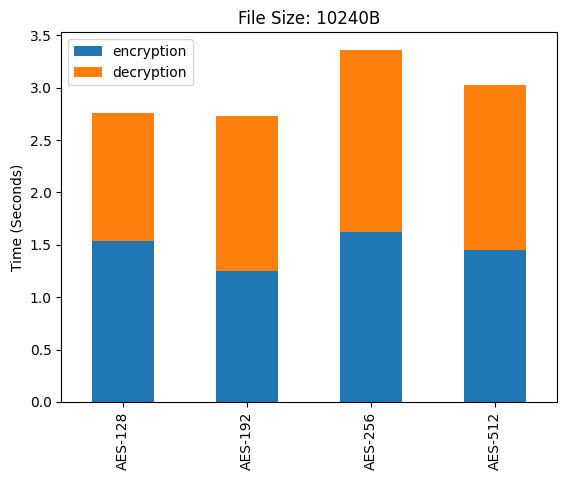 File Size: 10240B
encryption
decryption
Time (Seconds)
3.5
3.0
2.5
2.0
1.5
1.0
0.5
0.0
AES-128
AES-192
AES-256
AES-512